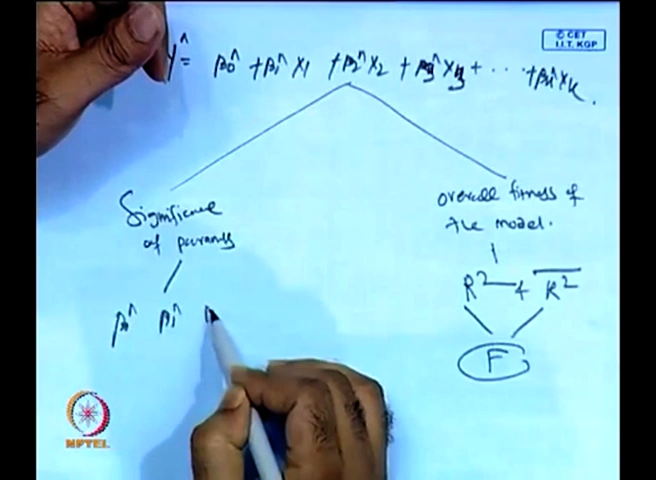 © CET
I.I.T. KGP
Y^ = β0^ + β1^ X1 + β2^ X2 + β3^ X3 + ... + βk^ Xk.
Significance
of
overall fitness of
the model.
R² + R̅²
β0^ β1^
F
NPTEL